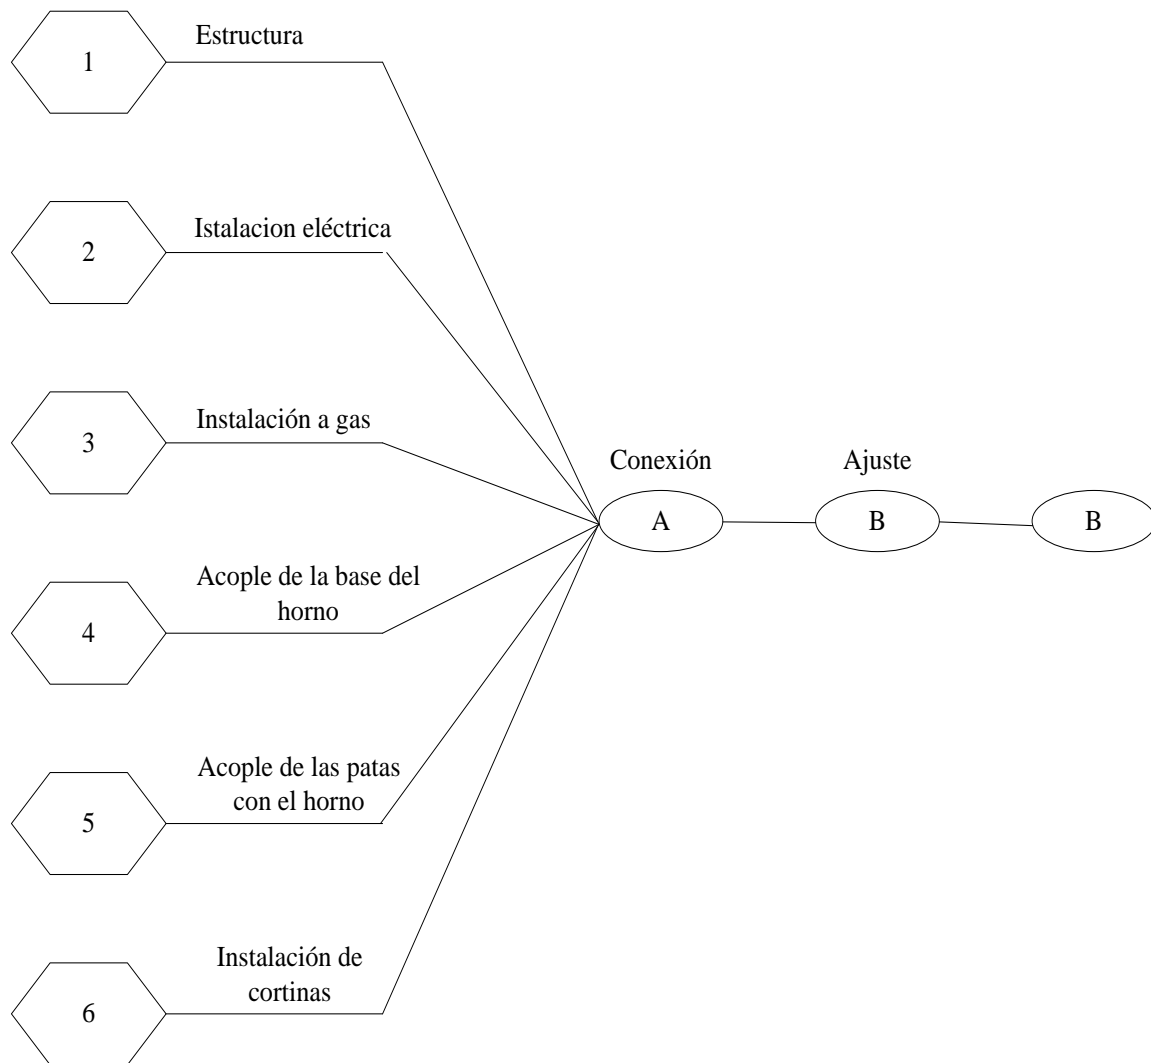 Estructura
1
Istalacion eléctrica
2
Instalación a gas
3
Conexión
Ajuste
A
B
B
Acople de la base del
horno
4
Acople de las patas
con el horno
5
Instalación de
cortinas
6